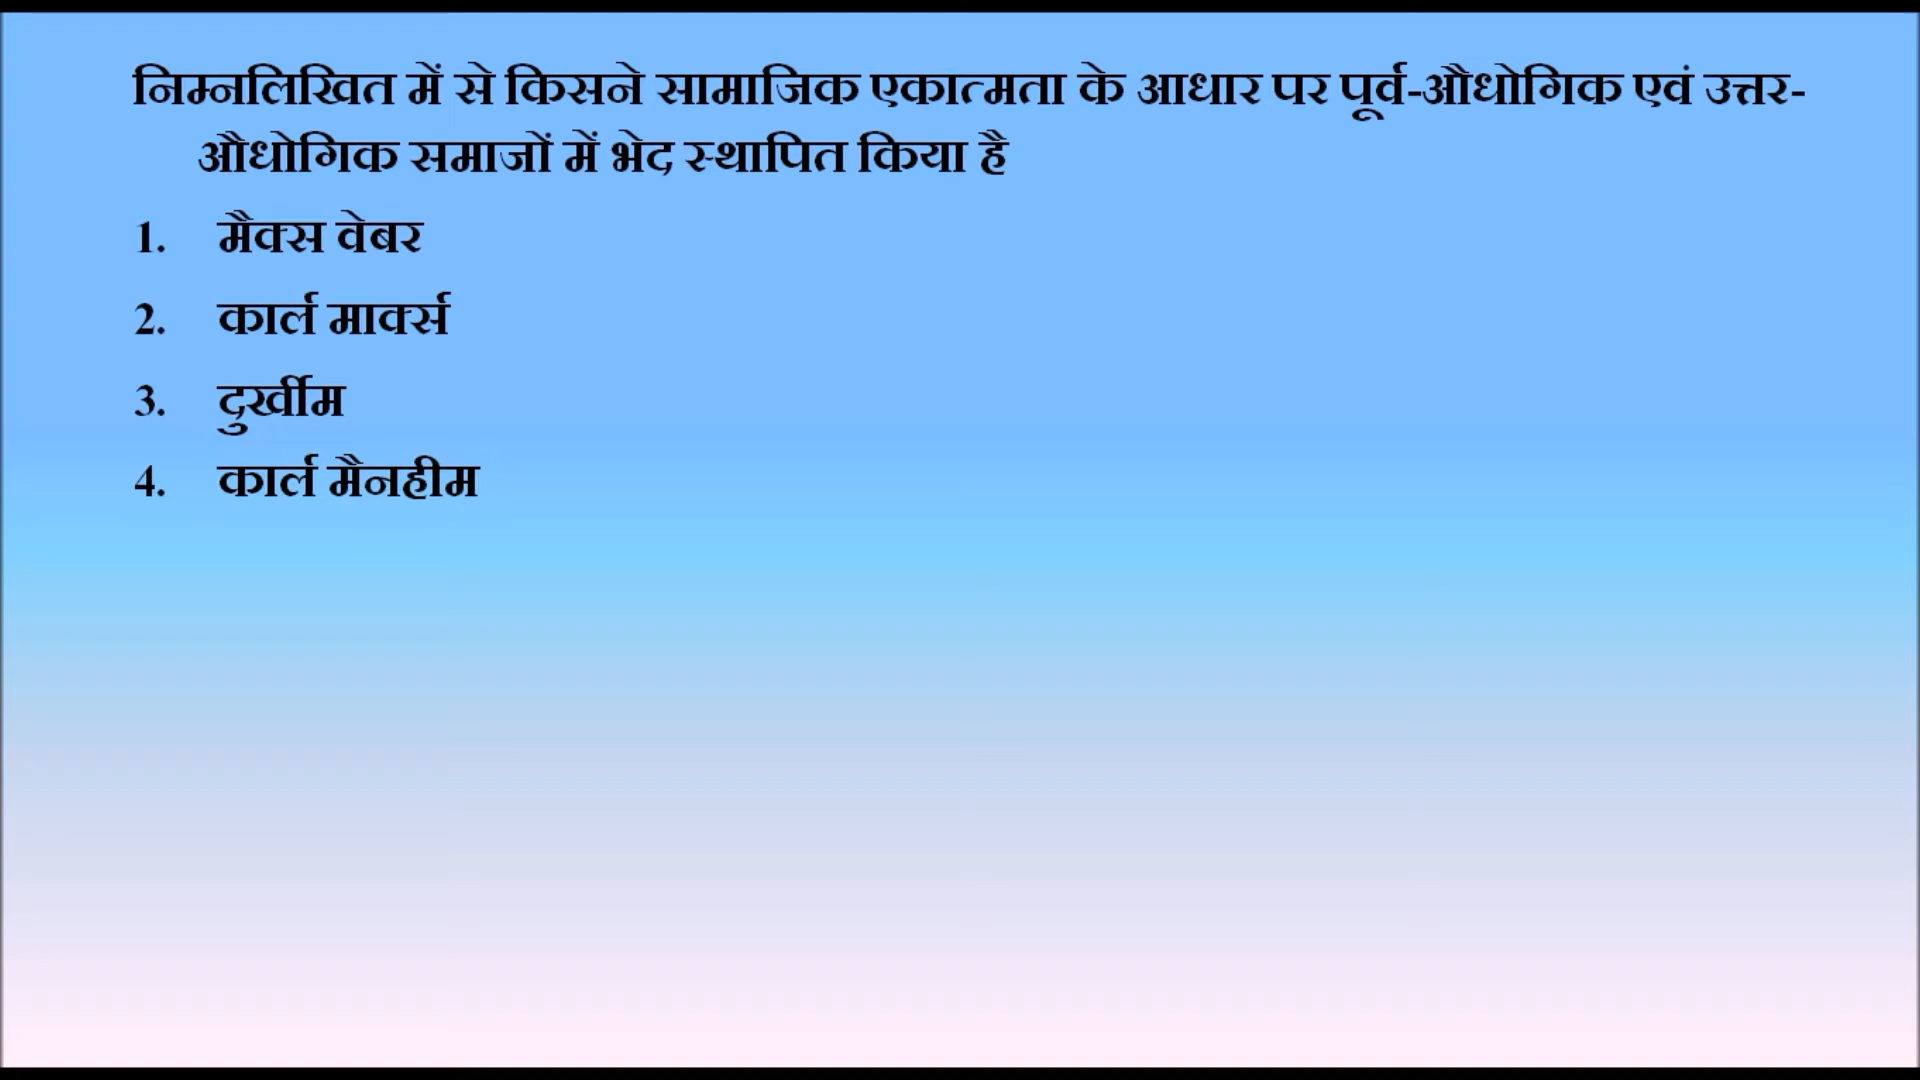 निम्नलिखित में से किसने सामाजिक एकात्मता के आधार पर पूर्व-औधोगिक एवं उत्तर-
औधोगिक समाजों में भेद स्थापित किया है
1. मैक्स वेबर
2. कार्ल मार्क्स
3. दुर्खीम
4. कार्ल मैनहीम